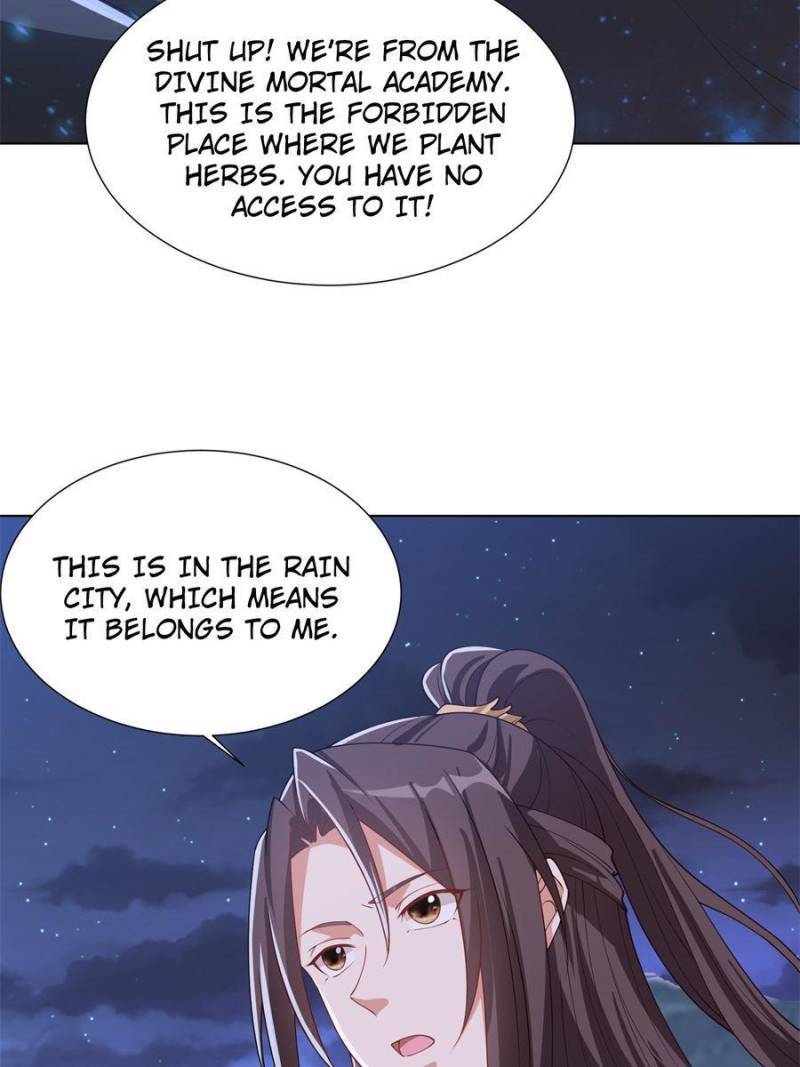 SHUT UP! WE'RE FROM THE
DIVINE MORTAL ACADEMY.
THIS IS THE FORBIDDEN
PLACE WHERE WE PLANT
HERBS. YOU HAVE NO
ACCESS TO IT!
THIS IS IN THE RAIN
CITY, WHICH MEANS
IT BELONGS TO ME.